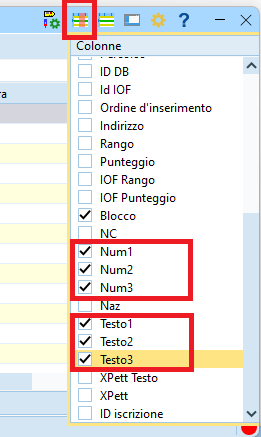 Colonne
ID DB
Id IOF
Ordine d'inserimento
Indirizzo
Rango
Punteggio
IOF Rango
IOF Punteggio
Blocco
NC
Num1
Num2
Num3
Naz
Testo1
Testo2
Testo3
XPett Testo
XPett
ID iscrizione